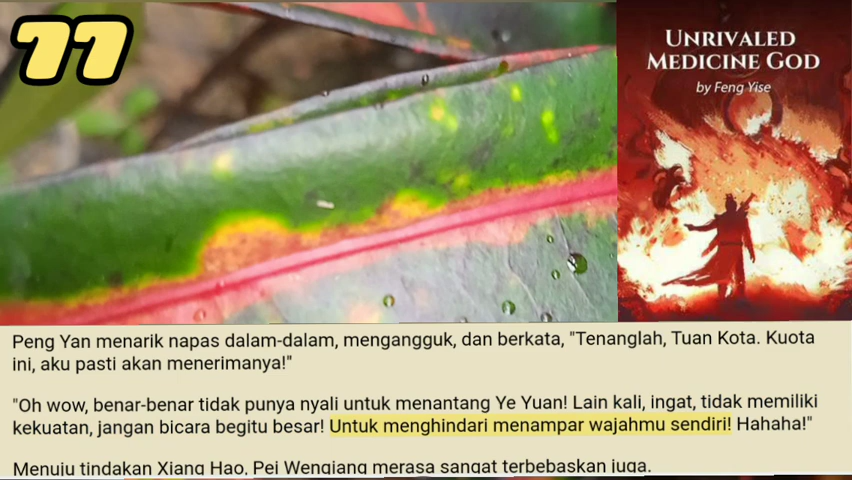 77
UNRIVALED
MEDICINE GOD
by Feng Yise
Peng Yan menarik napas dalam-dalam, mengangguk, dan berkata, "Tenanglah, Tuan Kota. Kuota
ini, aku pasti akan menerimanya!"
"Oh wow, benar-benar tidak punya nyali untuk menantang Ye Yuan! Lain kali, ingat, tidak memiliki
kekuatan, jangan bicara begitu besar! Untuk menghindari menampar wajahmu sendiri! Hahaha!"
Menuju tindakan Xiang Hao, Pei Wenqiang merasa sangat terbebaskan juga.